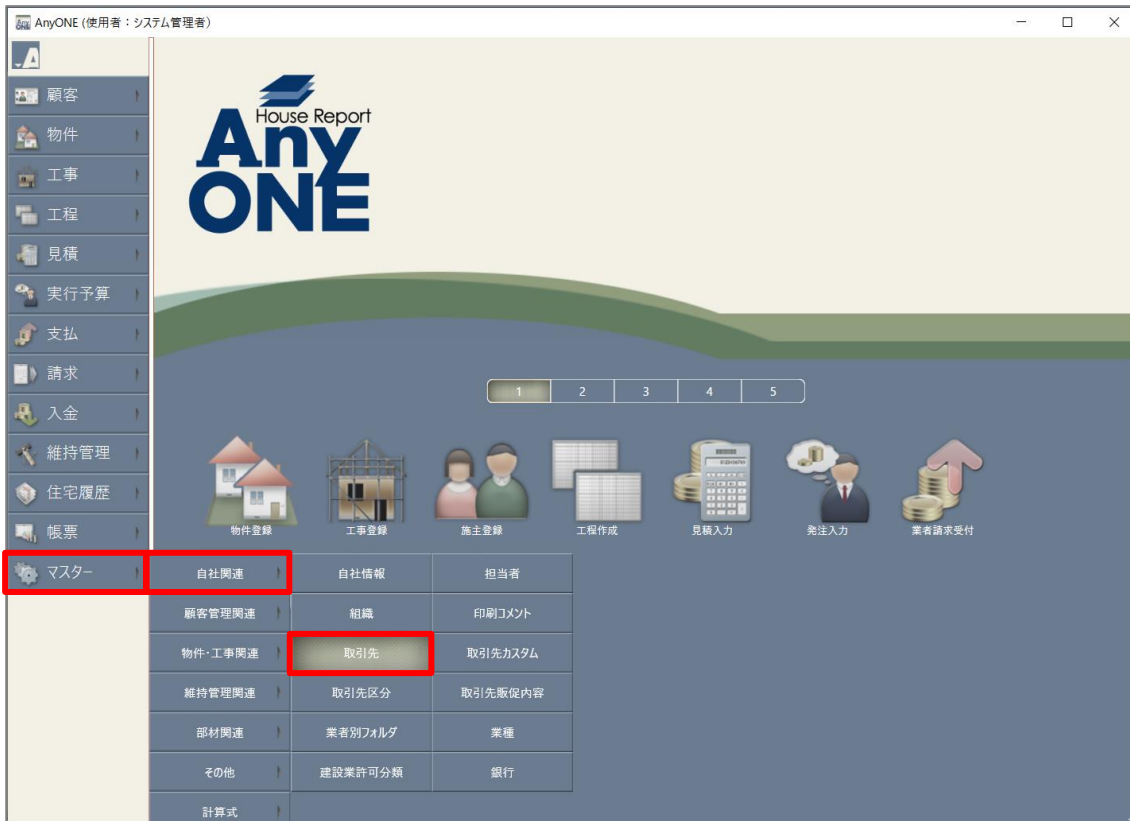 AnyONE (使用者：システム管理者)
顧客
物件
工事
工程
見積
実行予算
支払
請求
入金
維持管理
住宅履歴
帳票
マスター
House Report
Any
ONE
1 2 3 4 5
物件登録 工事登録 施主登録 工程作成 見積入力 発注入力 業者請求受付
自社関連 自社情報 担当者
顧客管理関連 組織 印刷コメント
物件・工事関連 取引先 取引先カスタム
維持管理関連 取引先区分 取引先販促内容
部材関連 業者別フォルダ 業種
その他 建設業許可分類 銀行
計算式